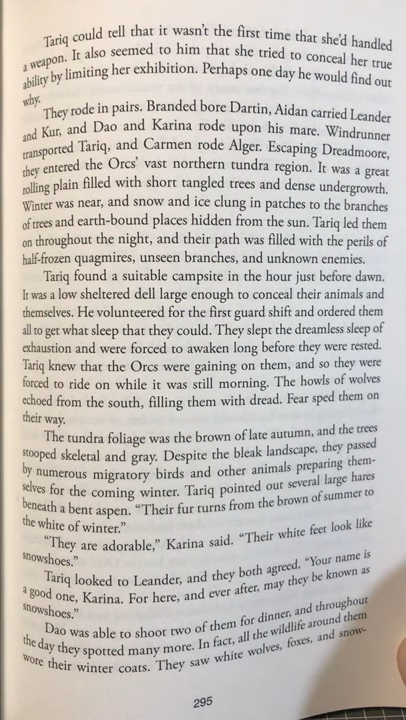 Tariq could tell that it wasn't the first time that she'd handled
a weapon. It also seemed to him that she tried to conceal her true
ability by limiting her exhibition. Perhaps one day he would find out
why.
They rode in pairs. Branded bore Dartin, Aidan carried Leander
and Kur, and Dao and Karina rode upon his mare. Windrunner
transported Tariq, and Carmen rode Alger. Escaping Dreadmoore,
they entered the Orcs' vast northern tundra region. It was a great
rolling plain filled with short tangled trees and dense undergrowth.
Winter was near, and snow and ice clung in patches to the branches
of trees and earth-bound places hidden from the sun. Tariq led them
on throughout the night, and their path was filled with the perils of
half-frozen quagmires, unseen branches, and unknown enemies.
Tariq found a suitable campsite in the hour just before dawn.
It was a low sheltered dell large enough to conceal their animals and
themselves. He volunteered for the first guard shift and ordered them
all to get what sleep that they could. They slept the dreamless sleep of
exhaustion and were forced to awaken long before they were rested.
Tariq knew that the Orcs were gaining on them, and so they were
forced to ride on while it was still morning. The howls of wolves
echoed from the south, filling them with dread. Fear sped them on
their way.
The tundra foliage was the brown of late autumn, and the trees
stooped skeletal and gray. Despite the bleak landscape, they passed
by numerous migratory birds and other animals preparing them-
selves for the coming winter. Tariq pointed out several large hares
beneath a bent aspen. "Their fur turns from the brown of summer to
the white of winter."
"They are adorable," Karina said. "Their white feet look like
snowshoes."
Tariq looked to Leander, and they both agreed, "Your name is
a good one, Karina. For here, and ever after, may they be known as
snowshoes."
Dao was able to shoot two of them for dinner, and throughout
the day they spotted many more. In fact, all the wildlife around them
wore their winter coats. They saw white wolves, foxes, and snow-
295